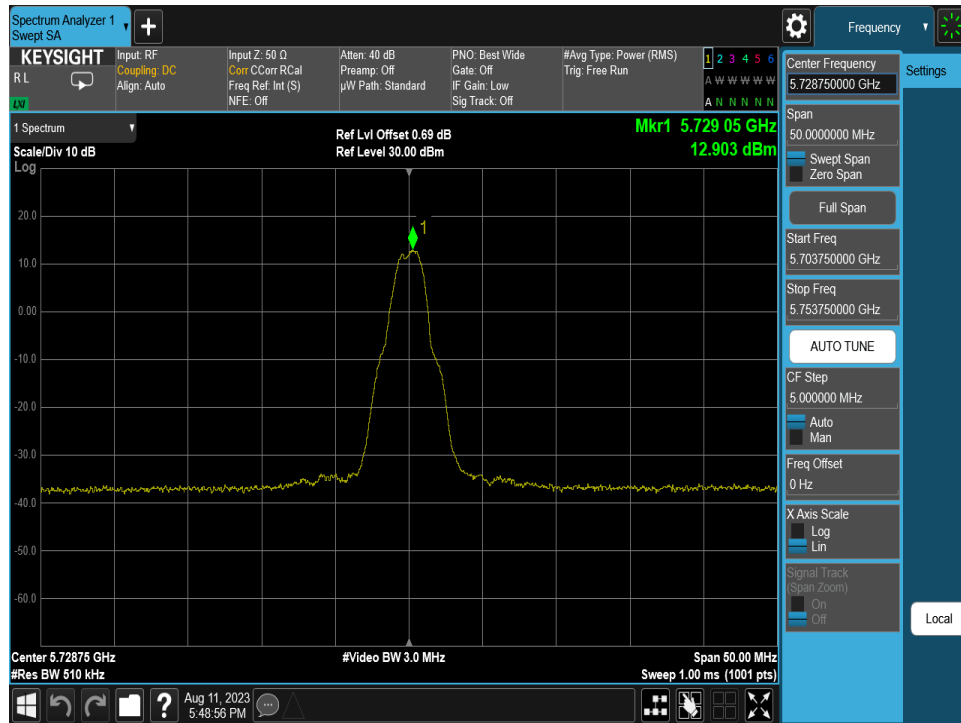 Spectrum Analyzer 1
Swept SA
Frequency
KEYSIGHT
R L
LXI
Input: RF
Coupling: DC
Align: Auto
Input Z: 50 Ω
Corr CCorr RCal
Freq Ref: Int (S)
NFE: Off
Atten: 40 dB
Preamp: Off
µW Path: Standard
PNO: Best Wide
Gate: Off
IF Gain: Low
Sig Track: Off
#Avg Type: Power (RMS)
Trig: Free Run
1 2 3 4 5 6
A W W W W W
A N N N N N
1 Spectrum
Scale/Div 10 dB
Log
Ref Lvl Offset 0.69 dB
Ref Level 30.00 dBm
Mkr1 5.729 05 GHz
12.903 dBm
1
20.0
10.0
0.00
-10.0
-20.0
-30.0
-40.0
-50.0
-60.0
Center 5.72875 GHz
#Res BW 510 kHz
#Video BW 3.0 MHz
Span 50.00 MHz
Sweep 1.00 ms (1001 pts)
Center Frequency
5.728750000 GHz
Span
50.0000000 MHz
Swept Span
Zero Span
Full Span
Start Freq
5.703750000 GHz
Stop Freq
5.753750000 GHz
AUTO TUNE
CF Step
5.000000 MHz
Auto
Man
Freq Offset
0 Hz
X Axis Scale
Log
Lin
Signal Track
(Span Zoom)
On
Off
Settings
Local
?
Aug 11, 2023
5:48:56 PM